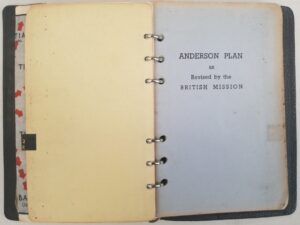 ANDERSON PLAN
as
Revised by the
BRITISH MISSION